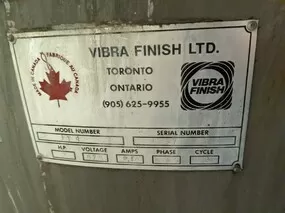 MADE IN CANADA FABRIQUE AU CANADA
VIBRA FINISH LTD.
TORONTO
ONTARIO
(905) 625-9955
VIBRA
FINISH
MODEL NUMBER
SERIAL NUMBER
H.P.
VOLTAGE
AMPS
PHASE
CYCLE